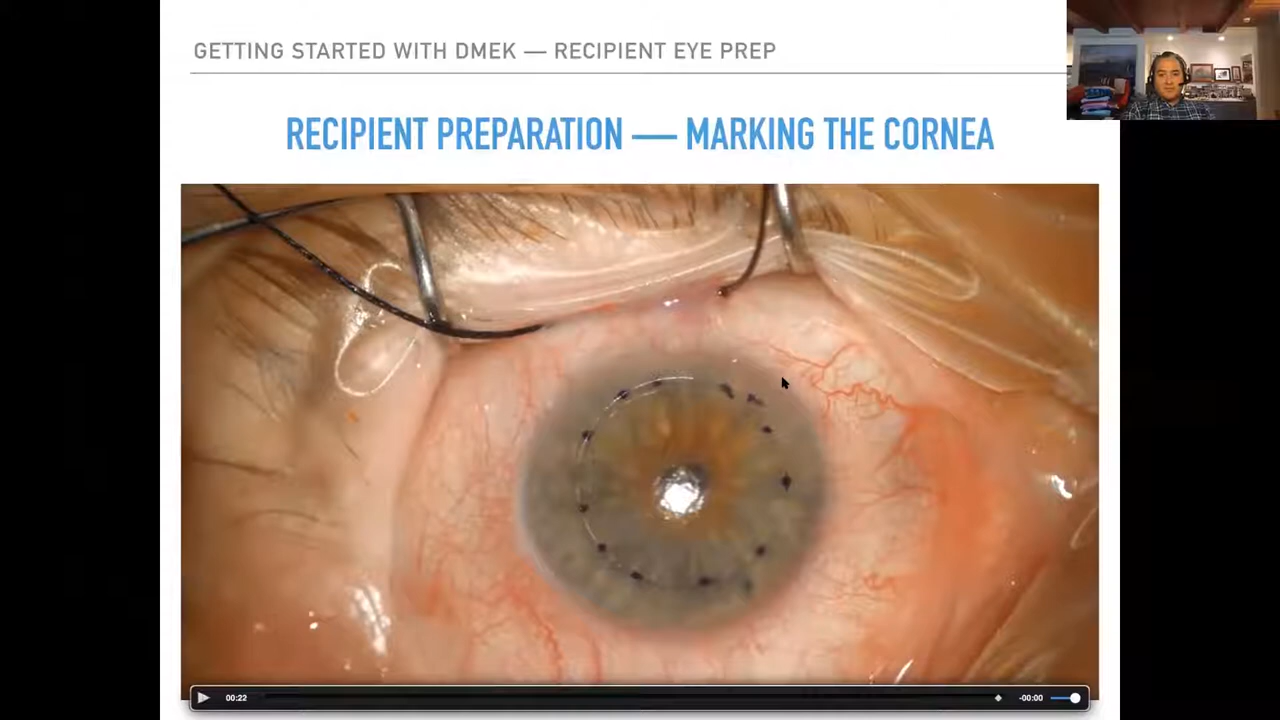 GETTING STARTED WITH DMEK — RECIPIENT EYE PREP
RECIPIENT PREPARATION — MARKING THE CORNEA
00:22
-00:00